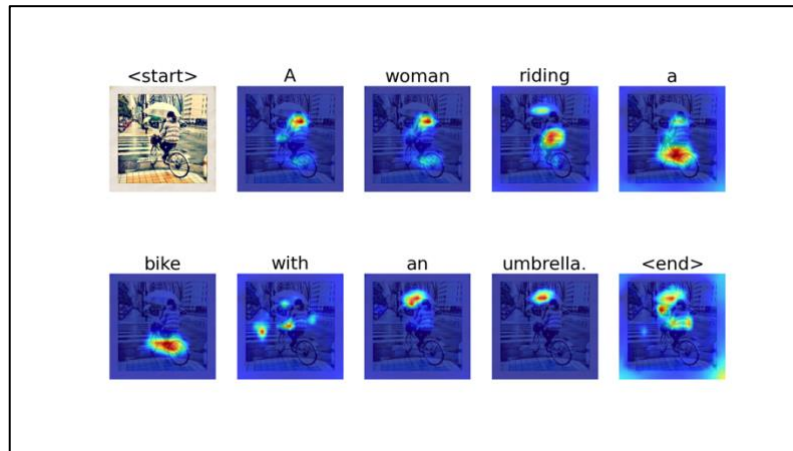 <start> A woman riding a
bike with an umbrella. <end>